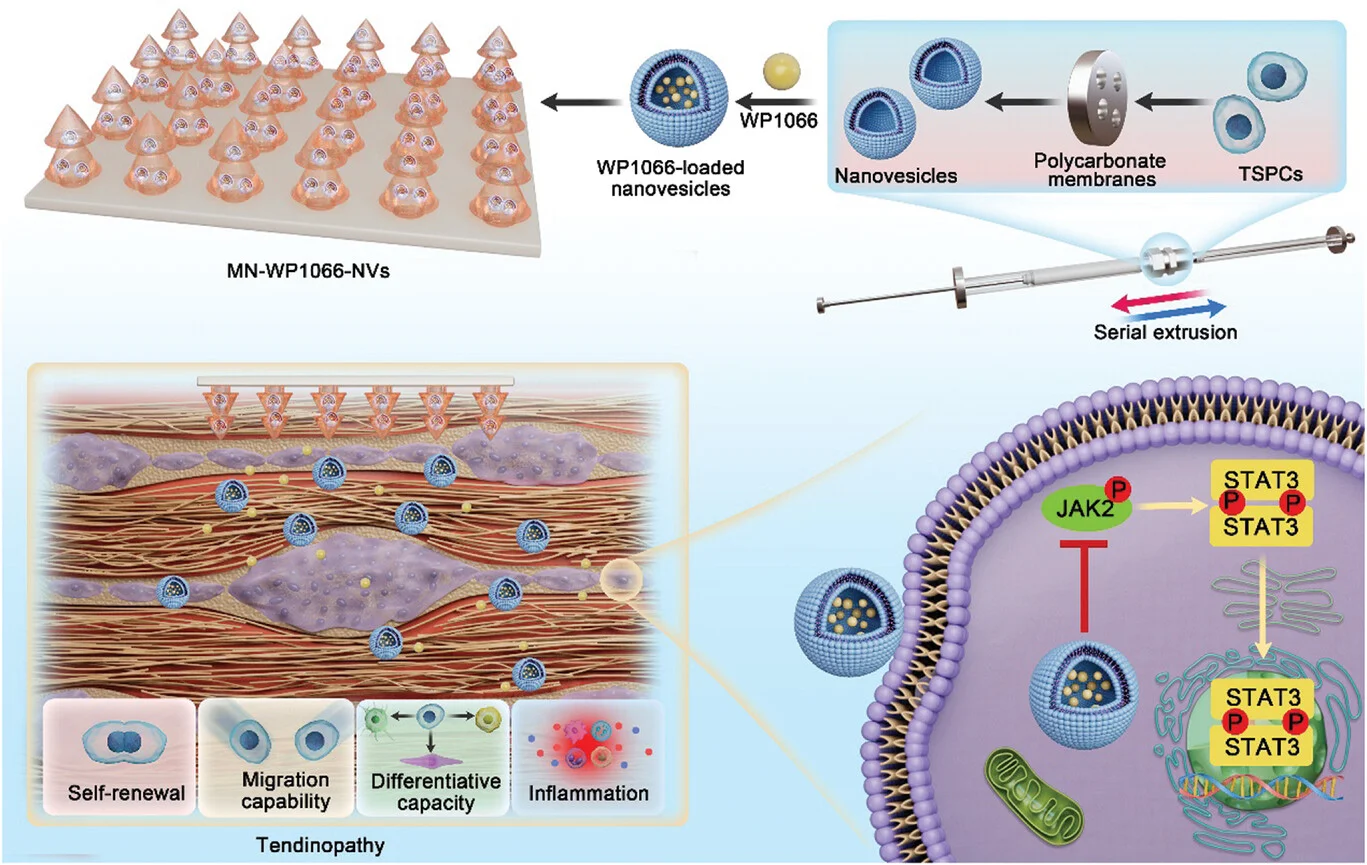 WP1066
WP1066-loaded
nanovesicles
Nanovesicles
Polycarbonate
membranes
TSPCs
MN-WP1066-NVs
Serial extrusion
JAK2
P
STAT3
P P
STAT3
STAT3
P P
STAT3
Self-renewal
Migration
capability
Differentiative
capacity
Inflammation
Tendinopathy